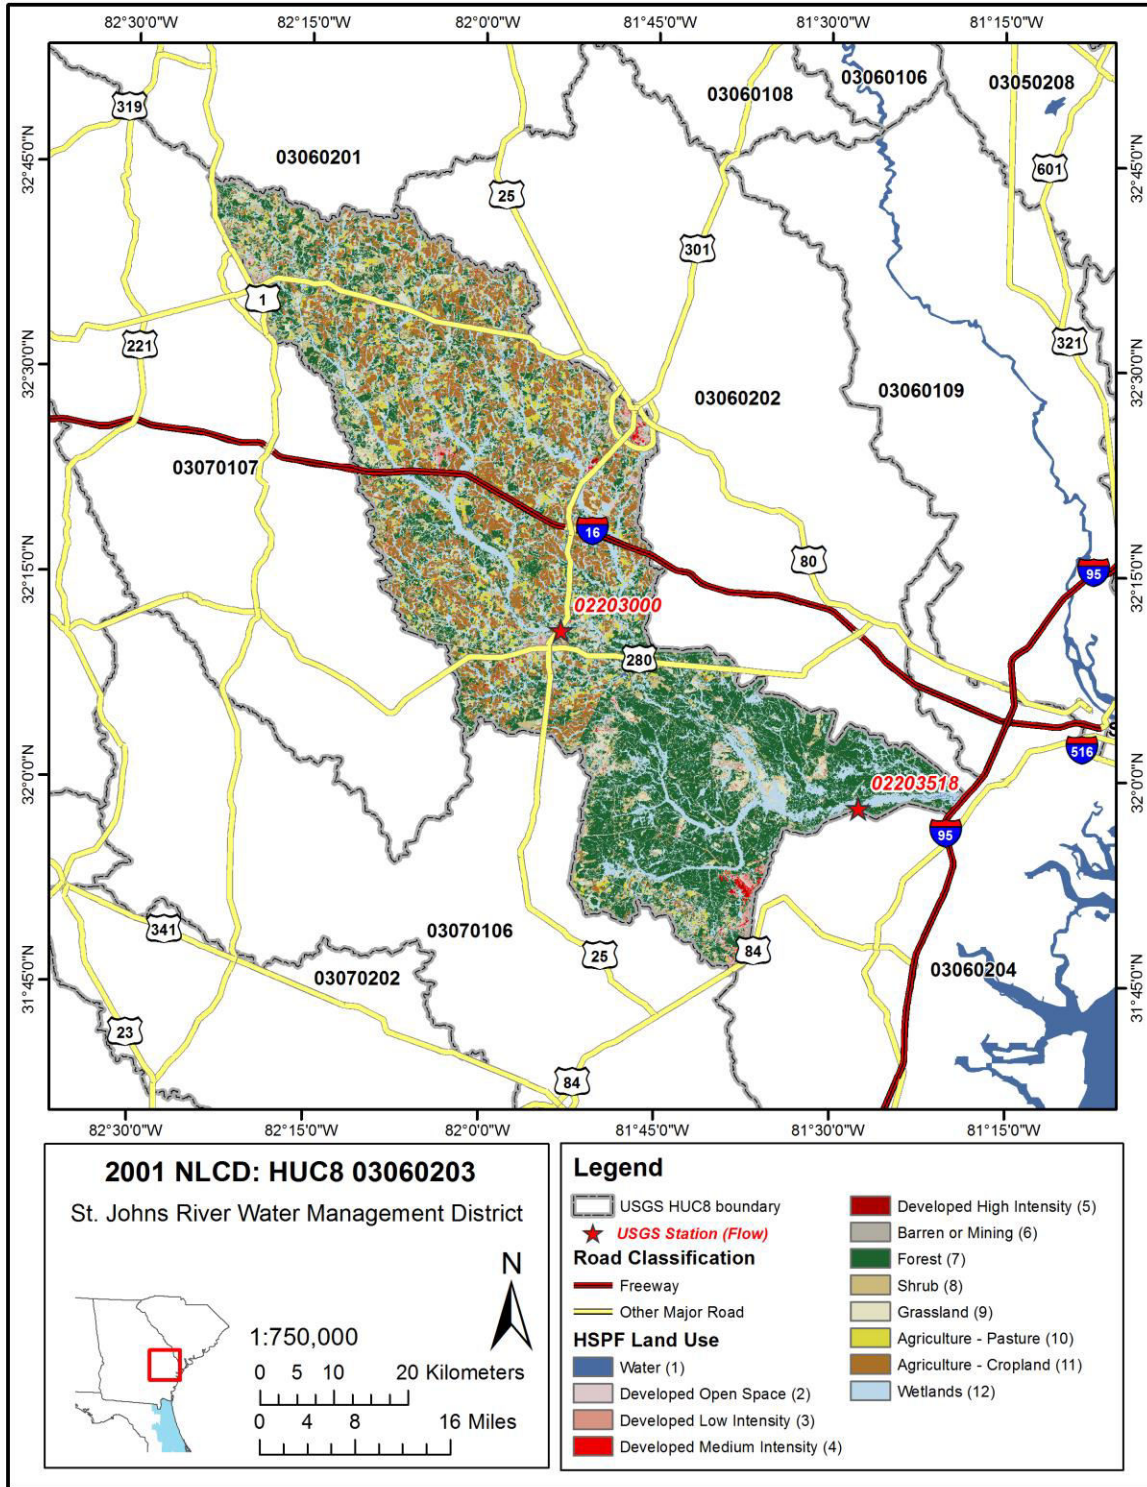 82°30'0"W 82°15'0"W 82°0'0"W 81°45'0"W 81°30'0"W 81°15'0"W
32°45'0"N
32°30'0"N
32°15'0"N
32°0'0"N
31°45'0"N
32°45'0"N
32°30'0"N
32°15'0"N
32°0'0"N
31°45'0"N
03060106
03050208
03060108
319
03060201
601
25
301
1
221
321
03060202
03060109
03070107
16
80
95
02203000
280
516
02203518
95
341
03070106
25
84
03070202
03060204
23
84
S
82°30'0"W 82°15'0"W 82°0'0"W 81°45'0"W 81°30'0"W 81°15'0"W
2001 NLCD: HUC8 03060203
St. Johns River Water Management District
N
1:750,000
0 5 10 20 Kilometers
0 4 8 16 Miles
Legend
USGS HUC8 boundary
USGS Station (Flow)
Road Classification
Freeway
Other Major Road
HSPF Land Use
Water (1)
Developed Open Space (2)
Developed Low Intensity (3)
Developed Medium Intensity (4)
Developed High Intensity (5)
Barren or Mining (6)
Forest (7)
Shrub (8)
Grassland (9)
Agriculture - Pasture (10)
Agriculture - Cropland (11)
Wetlands (12)